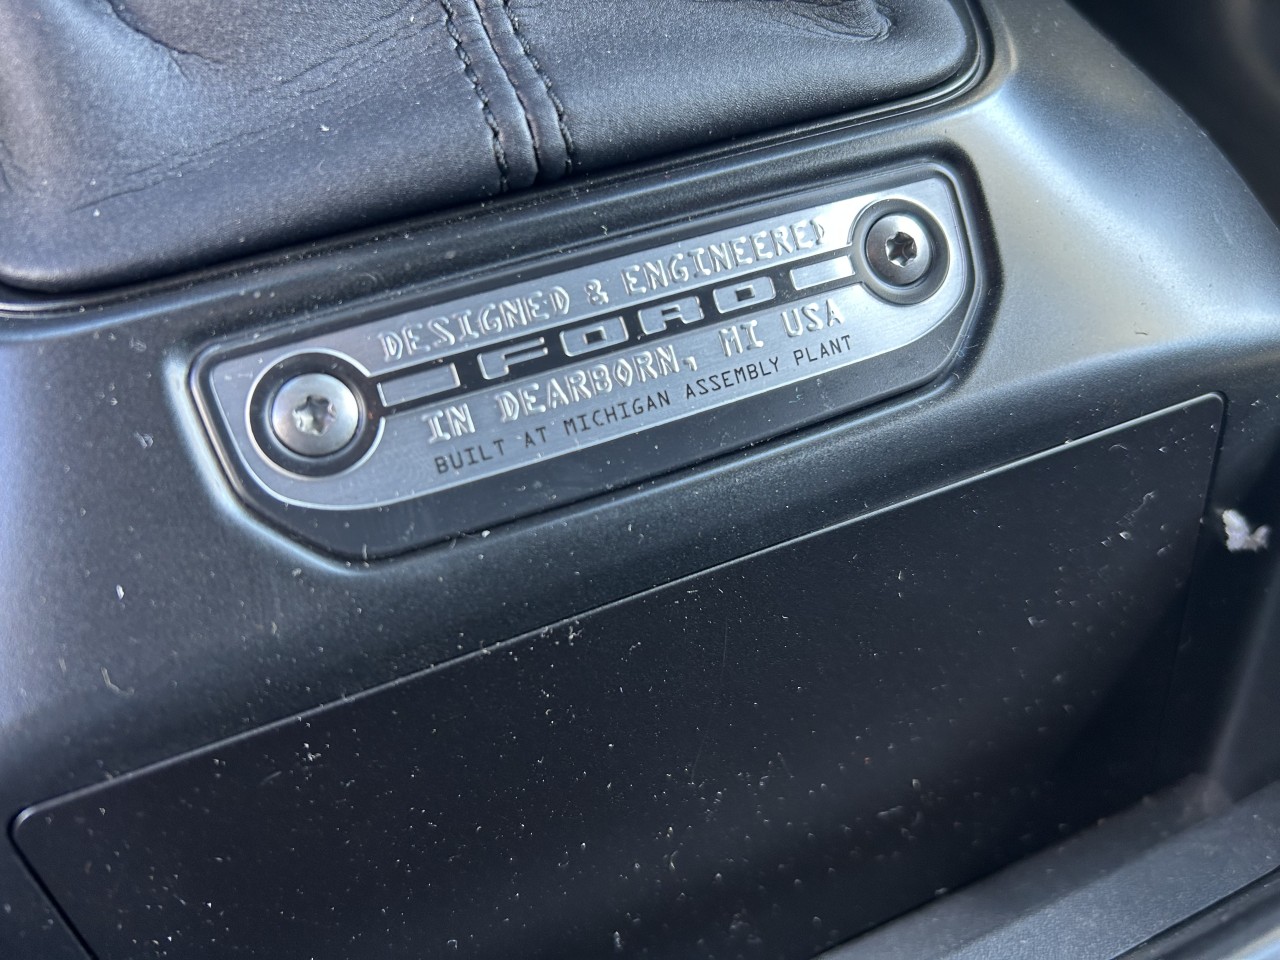 DESIGNED & ENGINEERED
FORD
IN DEARBORN, MI USA
BUILT AT MICHIGAN ASSEMBLY PLANT